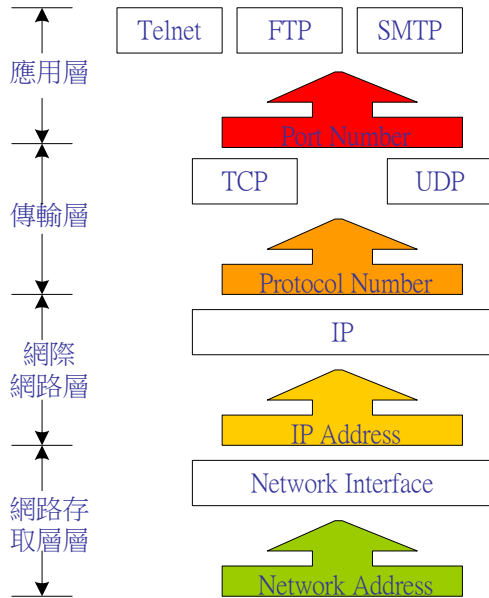 Telnet
FTP
SMTP
應用層
Port Number
TCP
UDP
傳輸層
Protocol Number
IP
網際
網路層
IP Address
Network Interface
網路存
取層層
Network Address